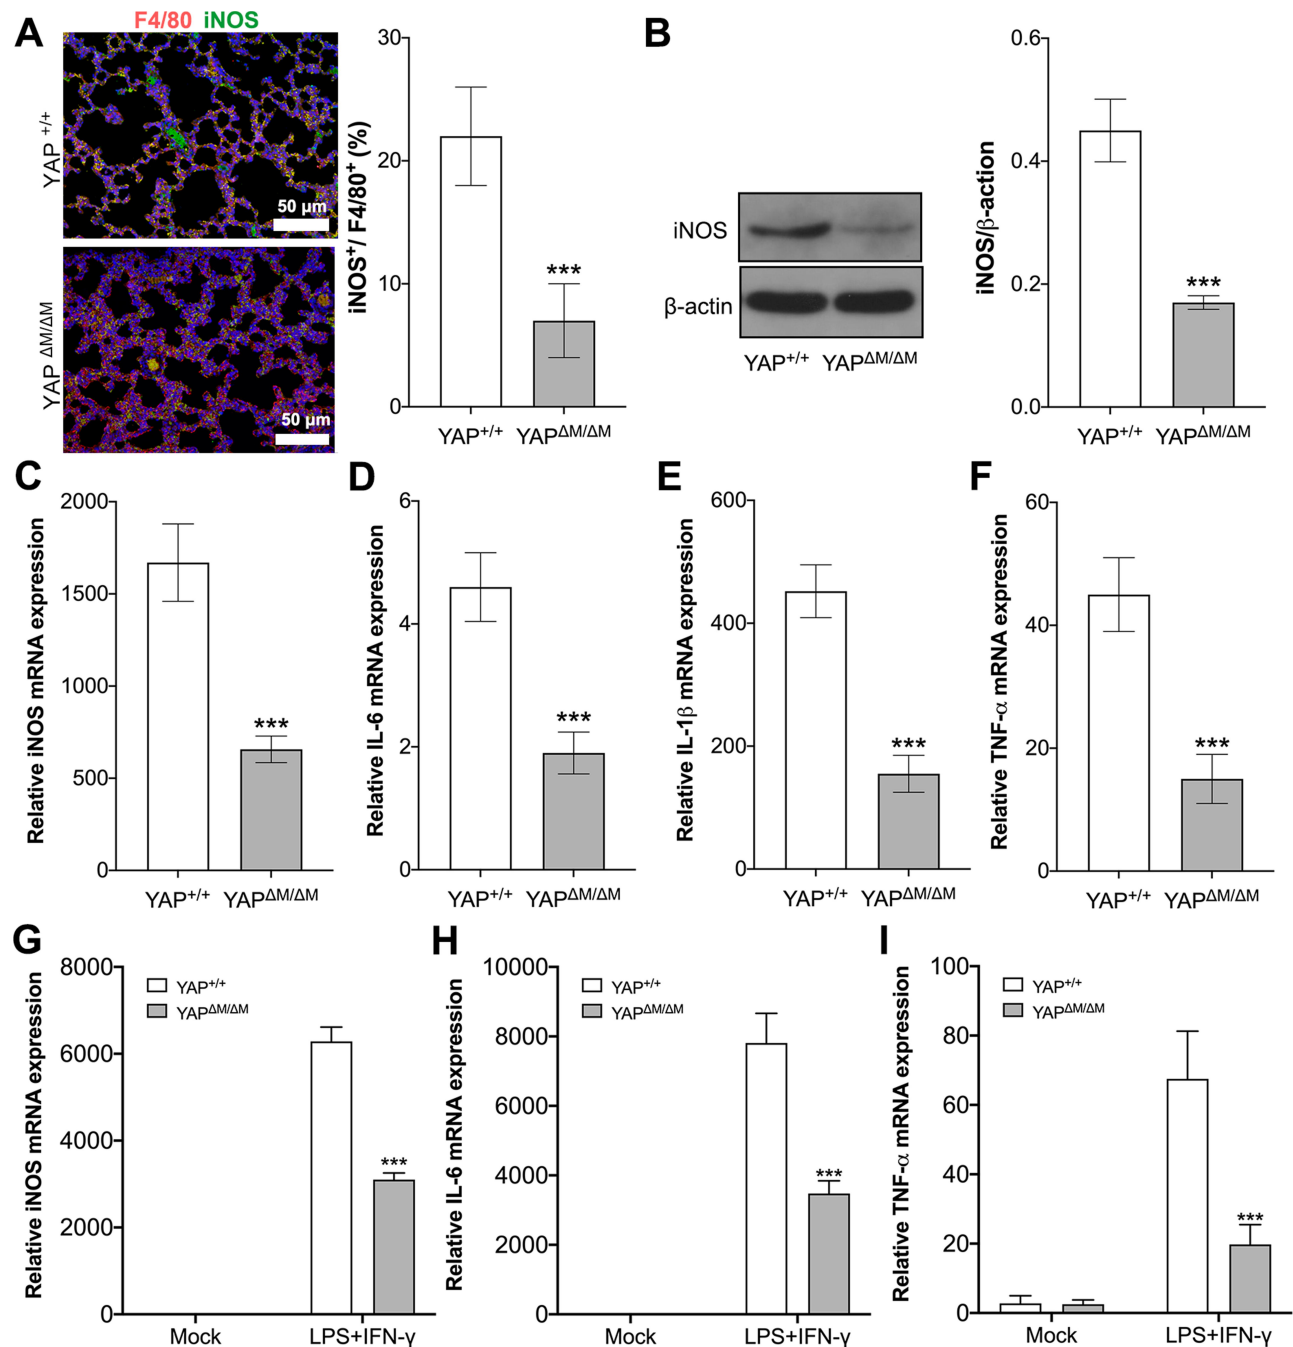 A
F4/80 iNOS
YAP +/+
50 µm
YAP ΔM/ΔM
50 µm
iNOS+/ F4/80+ (%)
30
20
10
0
***
YAP+/+ YAPΔM/ΔM
B
iNOS
β-actin
YAP+/+ YAPΔM/ΔM
iNOS/β-action
0.6
0.4
0.2
0.0
***
YAP+/+ YAPΔM/ΔM
C
Relative iNOS mRNA expression
2000
1500
1000
500
0
***
YAP+/+ YAPΔM/ΔM
D
Relative IL-6 mRNA expression
6
4
2
0
***
YAP+/+ YAPΔM/ΔM
E
Relative IL-1β mRNA expression
600
400
200
0
***
YAP+/+ YAPΔM/ΔM
F
Relative TNF-α mRNA expression
60
40
20
0
***
YAP+/+ YAPΔM/ΔM
G
Relative iNOS mRNA expression
8000
6000
4000
2000
0
YAP+/+
YAPΔM/ΔM
***
Mock LPS+IFN-γ
H
Relative IL-6 mRNA expression
10000
8000
6000
4000
2000
0
YAP+/+
YAPΔM/ΔM
***
Mock LPS+IFN-γ
I
Relative TNF-α mRNA expression
100
80
60
40
20
0
YAP+/+
YAPΔM/ΔM
***
Mock LPS+IFN-γ